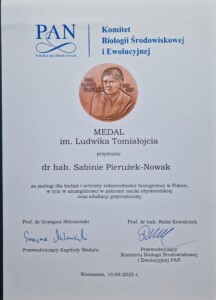 PAN
POLSKA AKADEMIA NAUK
Komitet
Biologii Środowiskowej
i Ewolucyjnej
MEDAL
im. Ludwika Tomiałojcia
przyznany
dr hab. Sabinie Pierużek-Nowak
za zasługi dla badań i ochrony różnorodności biologicznej w Polsce,
w tym w szczególności w zakresie nauki obywatelskiej
oraz edukacji przyrodniczej
Prof. dr Grzegorz Mikusiński
Prof. dr hab. Rafał Kowalczyk
Przewodniczący Kapituły Medalu
Przewodniczący
Komitetu Biologii Środowiskowej
i Ewolucyjnej PAN
Warszawa, 10.09.2025 r.